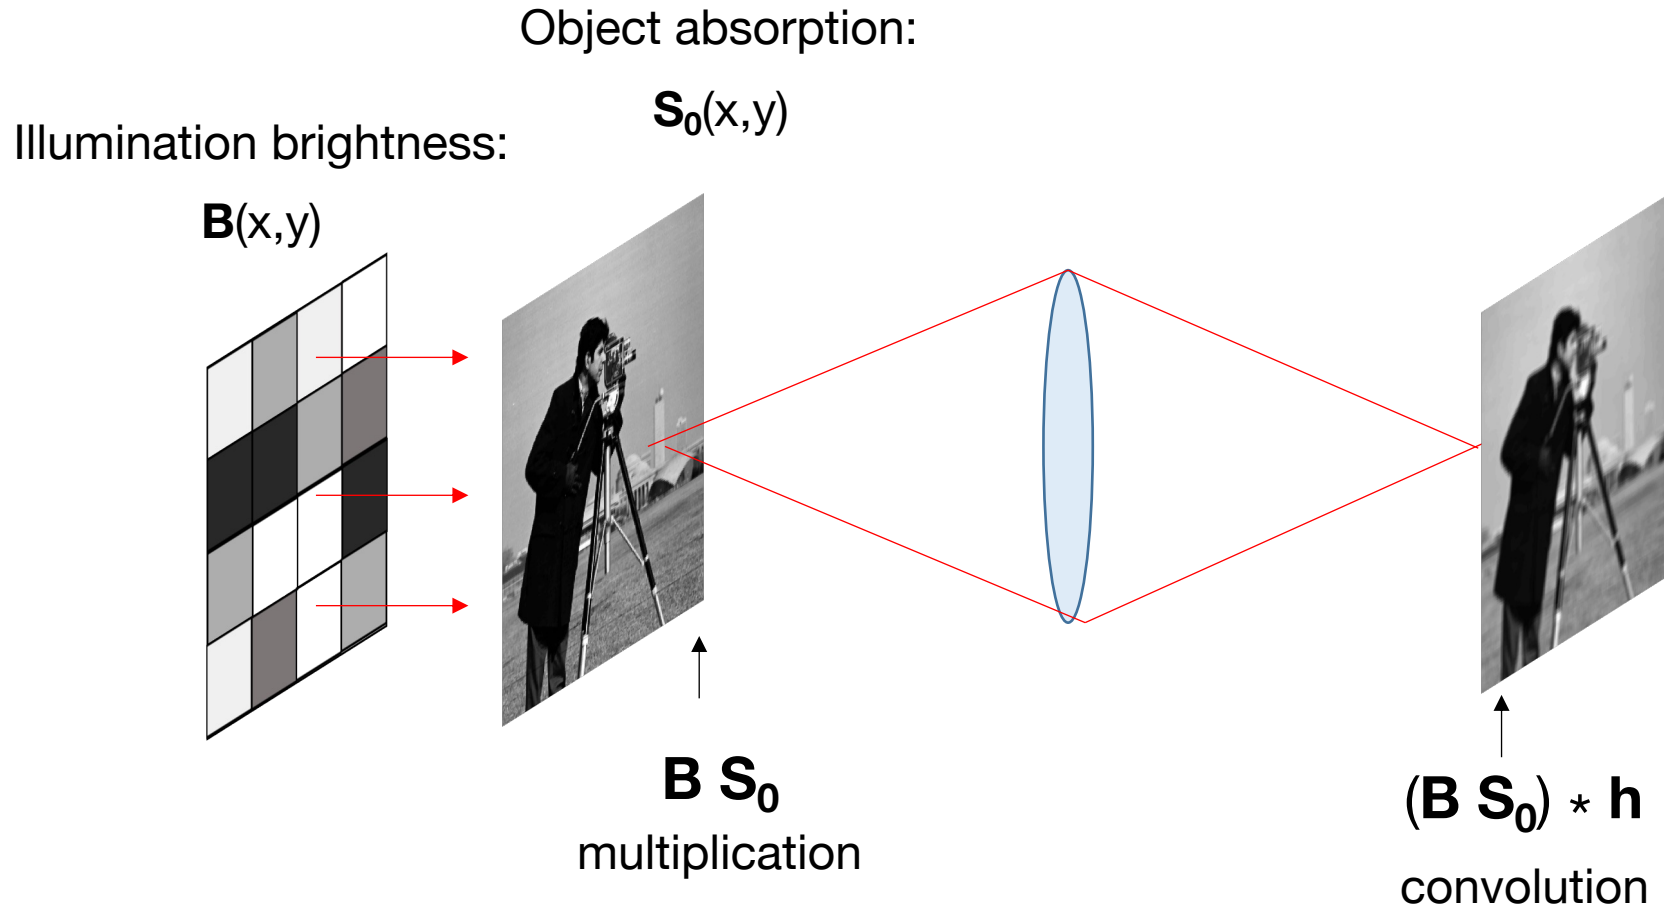 Object absorption:
S₀(x,y)
Illumination brightness:
B(x,y)
B S₀
multiplication
(B S₀) * h
convolution